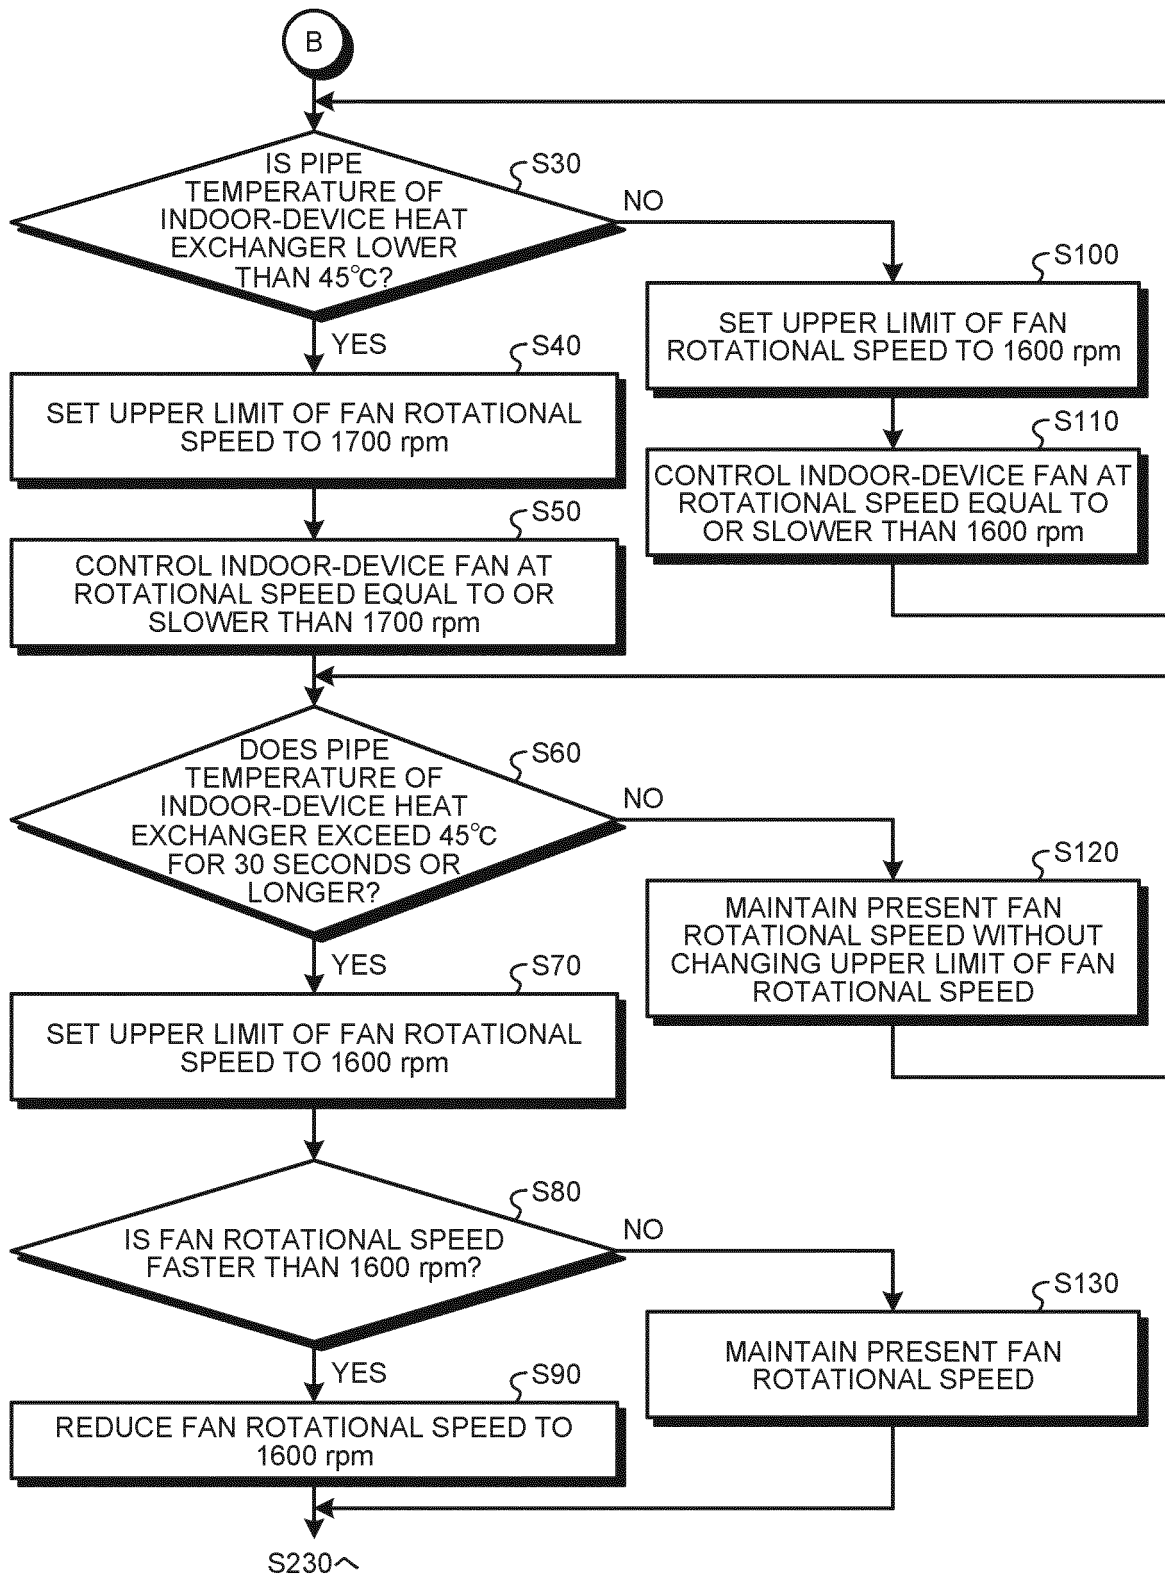 B
S30
IS PIPE
TEMPERATURE OF
INDOOR-DEVICE HEAT
EXCHANGER LOWER
THAN 45℃?
NO
YES
S100
SET UPPER LIMIT OF FAN
ROTATIONAL SPEED TO 1600 rpm
S40
SET UPPER LIMIT OF FAN ROTATIONAL
SPEED TO 1700 rpm
S110
CONTROL INDOOR-DEVICE FAN AT
ROTATIONAL SPEED EQUAL TO
OR SLOWER THAN 1600 rpm
S50
CONTROL INDOOR-DEVICE FAN AT
ROTATIONAL SPEED EQUAL TO OR
SLOWER THAN 1700 rpm
S60
DOES PIPE
TEMPERATURE OF
INDOOR-DEVICE HEAT
EXCHANGER EXCEED 45℃
FOR 30 SECONDS OR
LONGER?
NO
YES
S120
MAINTAIN PRESENT FAN
ROTATIONAL SPEED WITHOUT
CHANGING UPPER LIMIT OF FAN
ROTATIONAL SPEED
S70
SET UPPER LIMIT OF FAN ROTATIONAL
SPEED TO 1600 rpm
S80
IS FAN ROTATIONAL SPEED
FASTER THAN 1600 rpm?
NO
YES
S130
MAINTAIN PRESENT FAN
ROTATIONAL SPEED
S90
REDUCE FAN ROTATIONAL SPEED TO
1600 rpm
S230へ